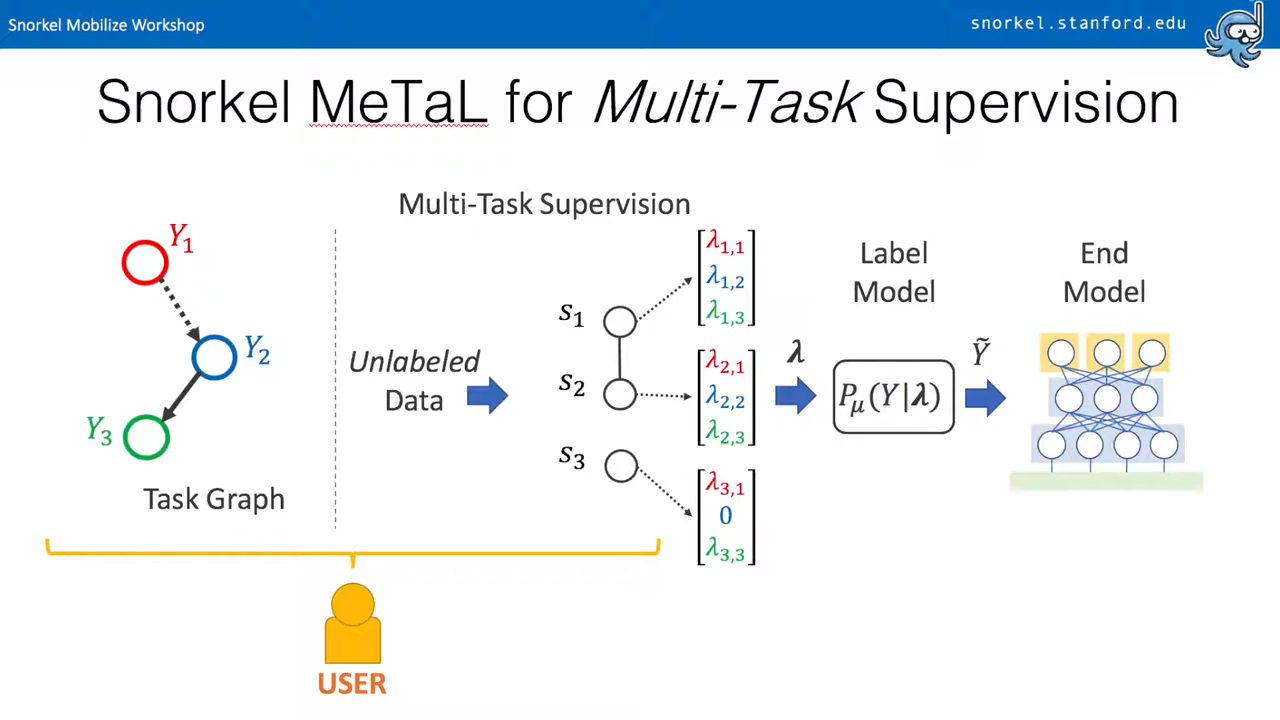 Snorkel Mobilize Workshop
snorkel.stanford.edu
Snorkel MeTaL for Multi-Task Supervision
Y₁
Y₂
Y₃
Task Graph
Multi-Task Supervision
Unlabeled
Data
s₁
s₂
s₃
λ₁,₁
λ₁,₂
λ₁,₃
λ₂,₁
λ₂,₂
λ₂,₃
λ₃,₁
0
λ₃,₃
λ
Label
Model
Pμ(Y|λ)
Ỹ
End
Model
USER